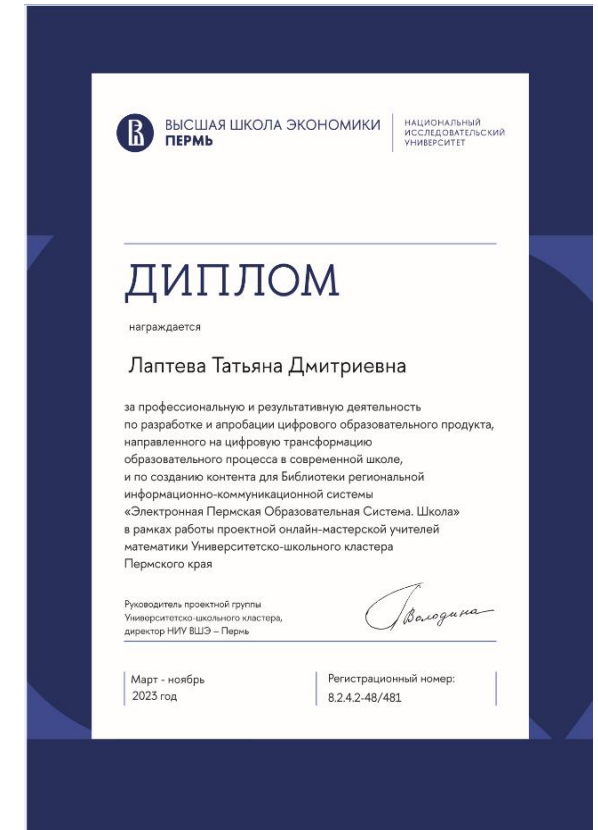 ВЫСШАЯ ШКОЛА ЭКОНОМИКИ
ПЕРМЬ
НАЦИОНАЛЬНЫЙ
ИССЛЕДОВАТЕЛЬСКИЙ
УНИВЕРСИТЕТ
ДИПЛОМ
награждается
Лаптева Татьяна Дмитриевна
за профессиональную и результативную деятельность
по разработке и апробации цифрового образовательного продукта,
направленного на цифровую трансформацию
образовательного процесса в современной школе,
и по созданию контента для Библиотеки региональной
информационно-коммуникационной системы
«Электронная Пермская Образовательная Система. Школа»
в рамках работы проектной онлайн-мастерской учителей
математики Университетско-школьного кластера
Пермского края
Руководитель проектной группы
Университетско-школьного кластера,
директор НИУ ВШЭ – Пермь
Володина
Март - ноябрь
2023 год
Регистрационный номер:
8.2.4.2-48/481